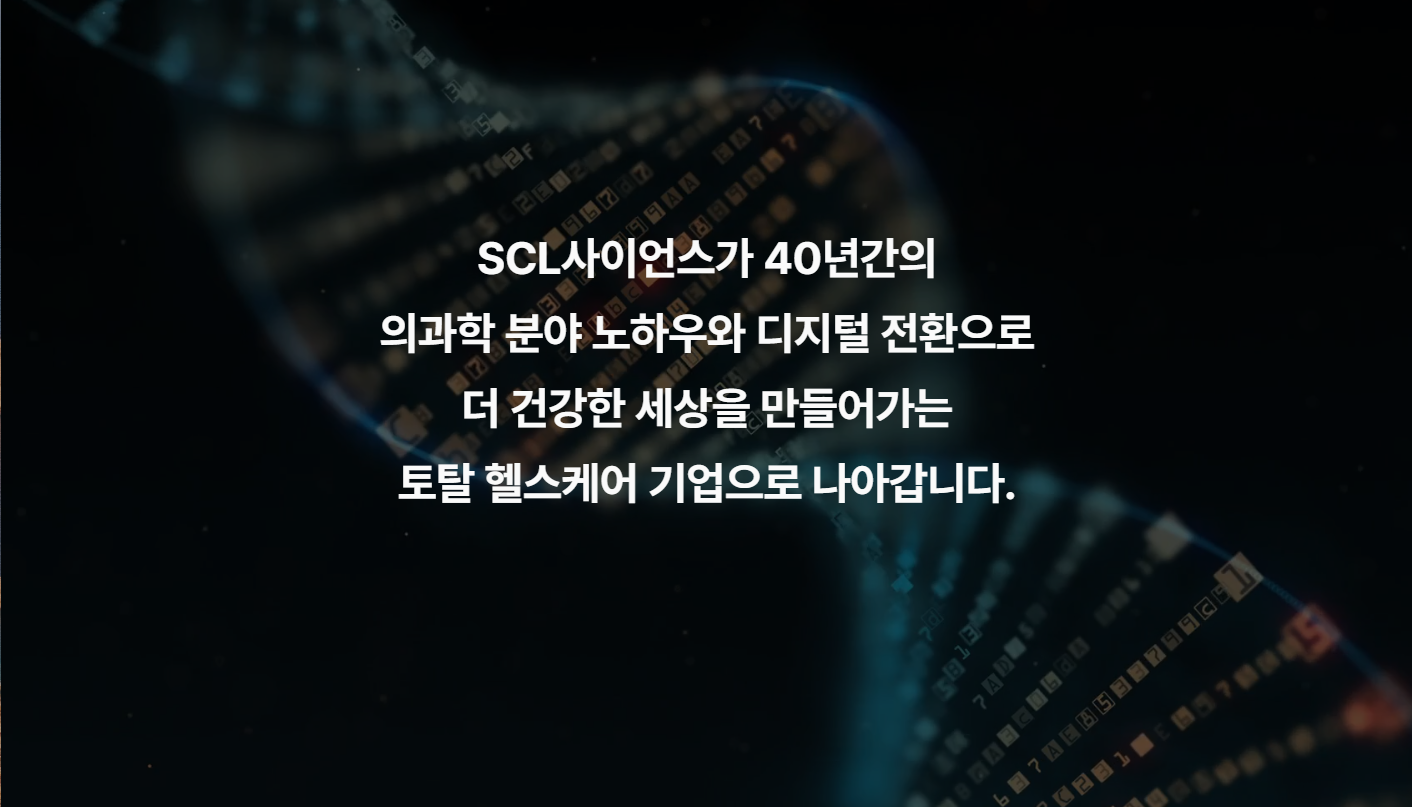 SCL사이언스가 40년간의
의과학 분야 노하우와 디지털 전환으로
더 건강한 세상을 만들어가는
토탈 헬스케어 기업으로 나아갑니다.